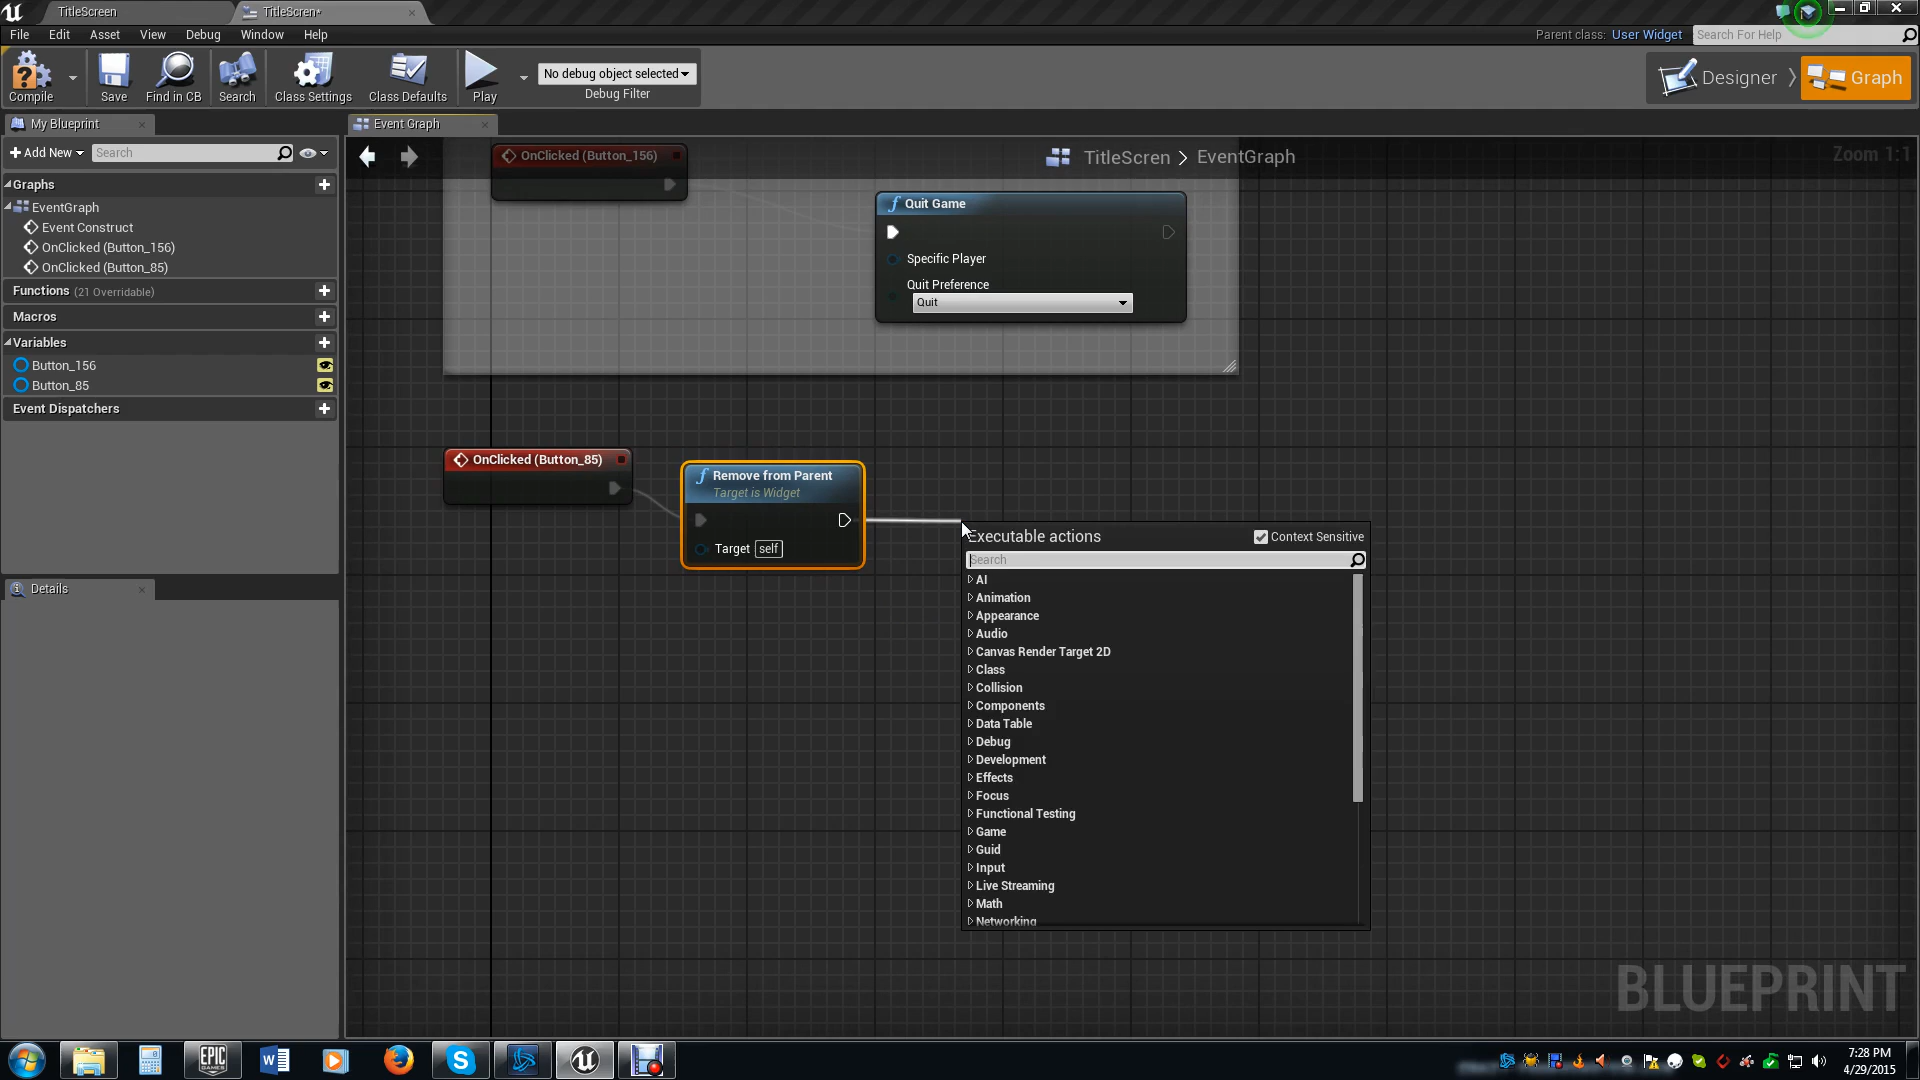 TitleScreen
TitleScren*
File Edit Asset View Debug Window Help
Parent class: User Widget
Search For Help
Compile
Save
Find in CB
Search
Class Settings
Class Defaults
Play
No debug object selected
Debug Filter
Designer
Graph
My Blueprint
Event Graph
Add New
Search
TitleScren > EventGraph
Zoom 1:1
Graphs
EventGraph
Event Construct
OnClicked (Button_156)
OnClicked (Button_85)
Functions (21 Overridable)
Macros
Variables
Button_156
Button_85
Event Dispatchers
Details
OnClicked (Button_156)
Quit Game
Specific Player
Quit Preference
Quit
OnClicked (Button_85)
Remove from Parent
Target is Widget
Target self
Executable actions
Context Sensitive
Search
AI
Animation
Appearance
Audio
Canvas Render Target 2D
Class
Collision
Components
Data Table
Debug
Development
Effects
Focus
Functional Testing
Game
Guid
Input
Live Streaming
Math
Networking
BLUEPRINT
EPIC
GAMES
7:28 PM
4/29/2015